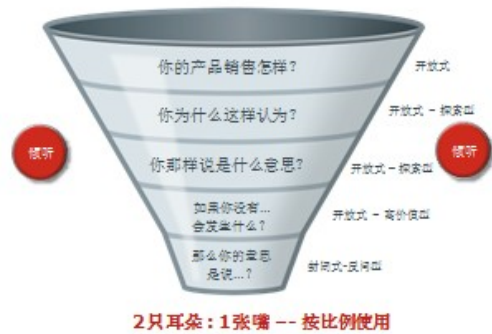 你的产品销售怎样？
开放式
你为什么这样认为？
开放式 - 探索型
倾听
倾听
你那样说是什么意思？
开放式 - 探索型
如果你没有...
会发生什么？
开放式 - 高价值型
那么你的意思
是说...？
封闭式-反问型
2只耳朵：1张嘴 -- 按比例使用